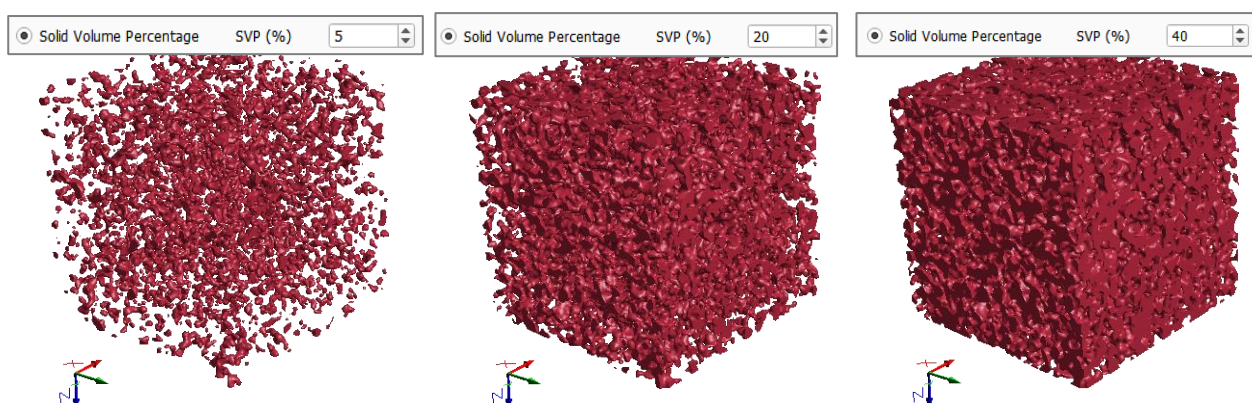 Solid Volume Percentage SVP (%) 5
Solid Volume Percentage SVP (%) 20
Solid Volume Percentage SVP (%) 40
X
Z
X
Z
X
Z